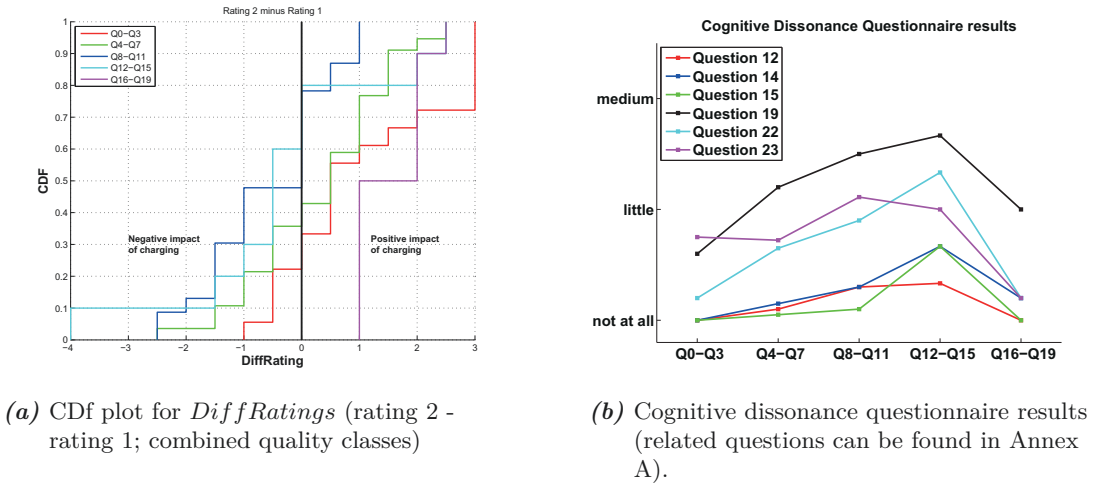 Rating 2 minus Rating 1
Q0−Q3
Q4−Q7
Q8−Q11
Q12−Q15
Q16−Q19
1
0.9
0.8
0.7
0.6
0.5
0.4
0.3
0.2
0.1
0
CDF
Negative impact
of charging
Positive impact
of charging
−4
−3
−2
−1
0
1
2
3
DiffRating
(a) CDf plot for DiffRatings (rating 2 -
rating 1; combined quality classes)
Cognitive Dissonance Questionnaire results
Question 12
Question 14
Question 15
Question 19
Question 22
Question 23
medium
little
not at all
Q0−Q3
Q4−Q7
Q8−Q11
Q12−Q15
Q16−Q19
(b) Cognitive dissonance questionnaire results
(related questions can be found in Annex
A).